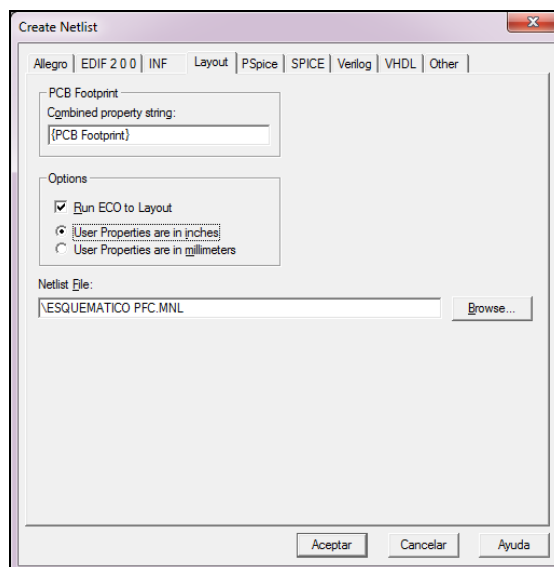 Create Netlist
Allegro EDIF 2 0 0 INF Layout PSpice SPICE Verilog VHDL Other
PCB Footprint
Combined property string:
{PCB Footprint}
Options
Run ECO to Layout
User Properties are in inches
User Properties are in millimeters
Netlist File:
\ESQUEMATICO PFC.MNL Browse...
Aceptar Cancelar Ayuda